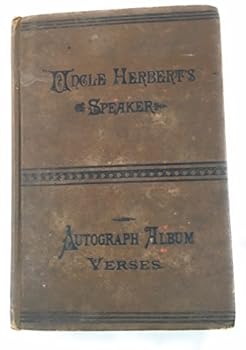 UNCLE HERBERT'S
SPEAKER
AUTOGRAPH ALBUM
VERSES.